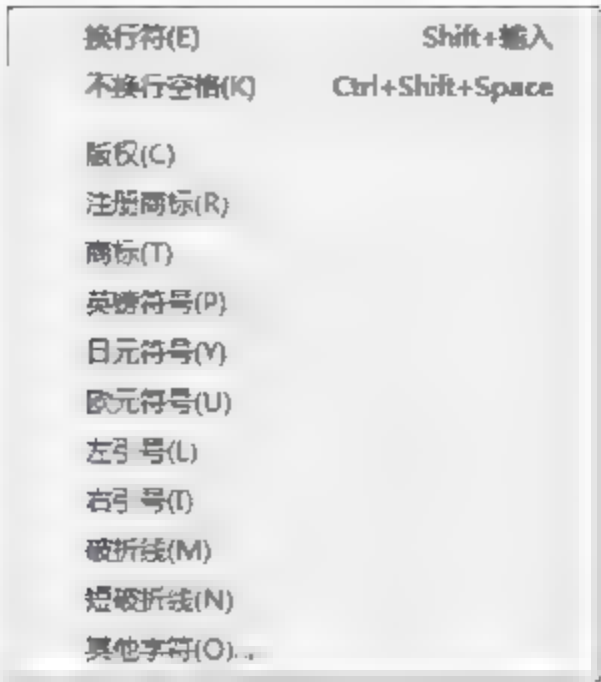 换行符(E) Shift+输入
不换行空格(K) Ctrl+Shift+Space
版权(C)
注册商标(R)
商标(T)
英镑符号(P)
日元符号(Y)
欧元符号(U)
左引号(L)
右引号(I)
破折线(M)
短破折线(N)
其他字符(O)...